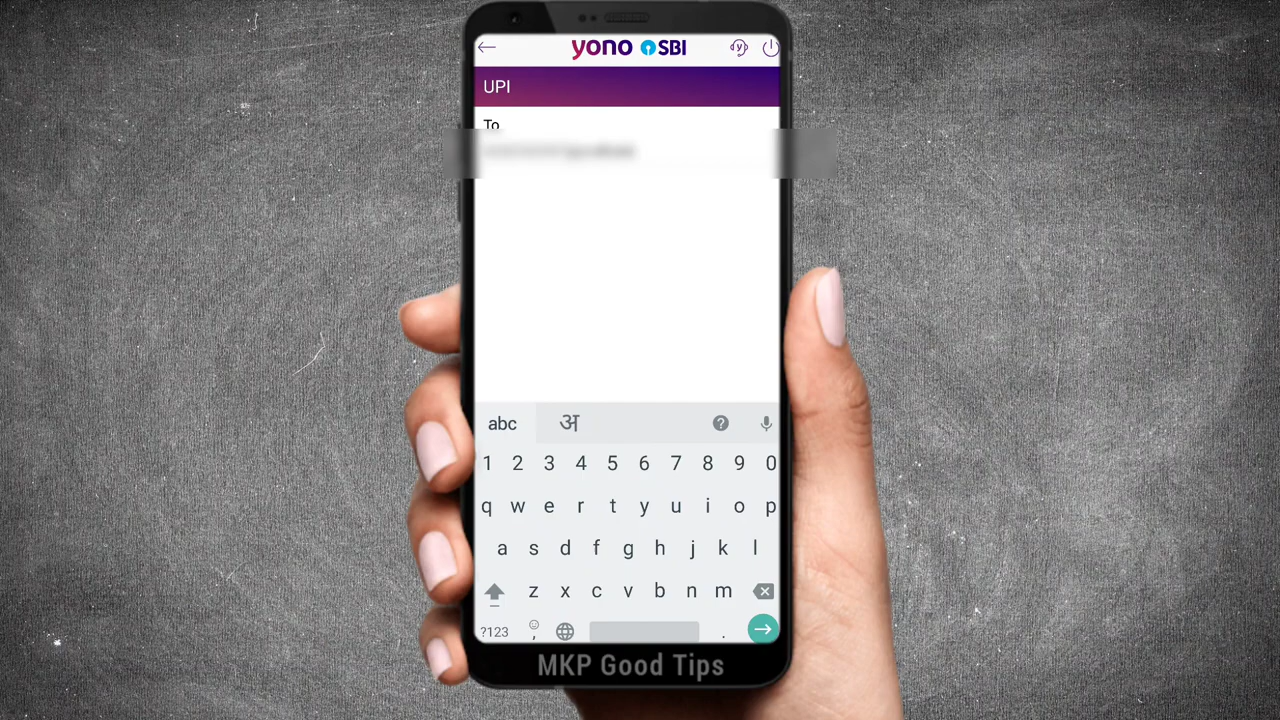 yono SBI
UPI
To
abc अ
1 2 3 4 5 6 7 8 9 0
q w e r t y u i o p
a s d f g h j k l
z x c v b n m
?123 , .
MKP Good Tips